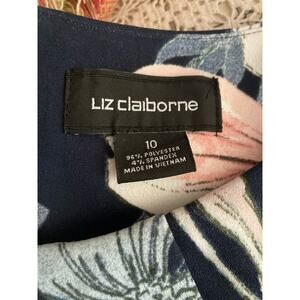 LIZ claiborne
10
96% POLYESTER
4% SPANDEX
MADE IN VIETNAM